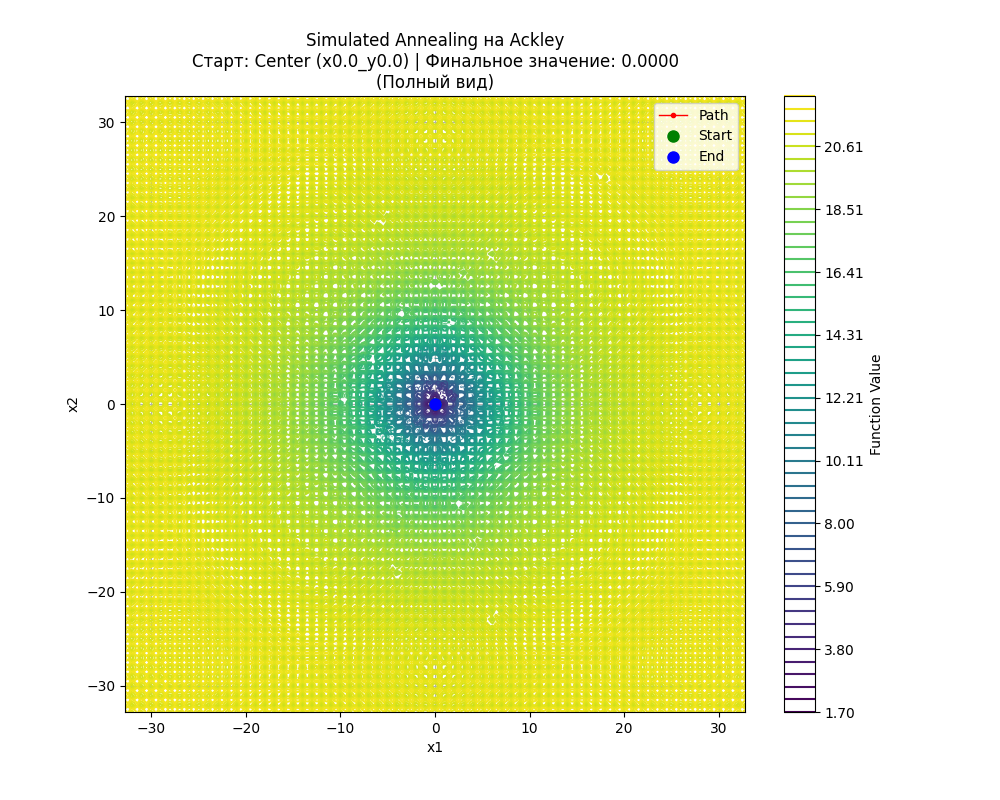 Simulated Annealing на Ackley
Старт: Center (x0.0_y0.0) | Финальное значение: 0.0000
(Полный вид)
Path
Start
End
30
20
10
0
−10
−20
−30
x2
−30
−20
−10
0
10
20
30
x1
20.61
18.51
16.41
14.31
12.21
10.11
8.00
5.90
3.80
1.70
Function Value